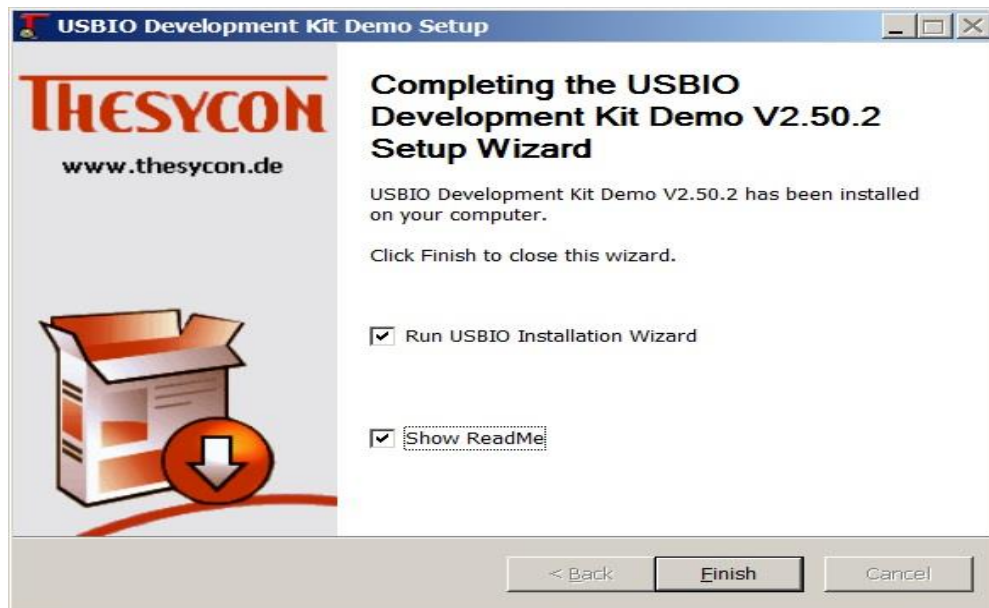 USBIO Development Kit Demo Setup
THESYCON
www.thesycon.de
Completing the USBIO
Development Kit Demo V2.50.2
Setup Wizard
USBIO Development Kit Demo V2.50.2 has been installed
on your computer.
Click Finish to close this wizard.
Run USBIO Installation Wizard
Show ReadMe
< Back
Finish
Cancel